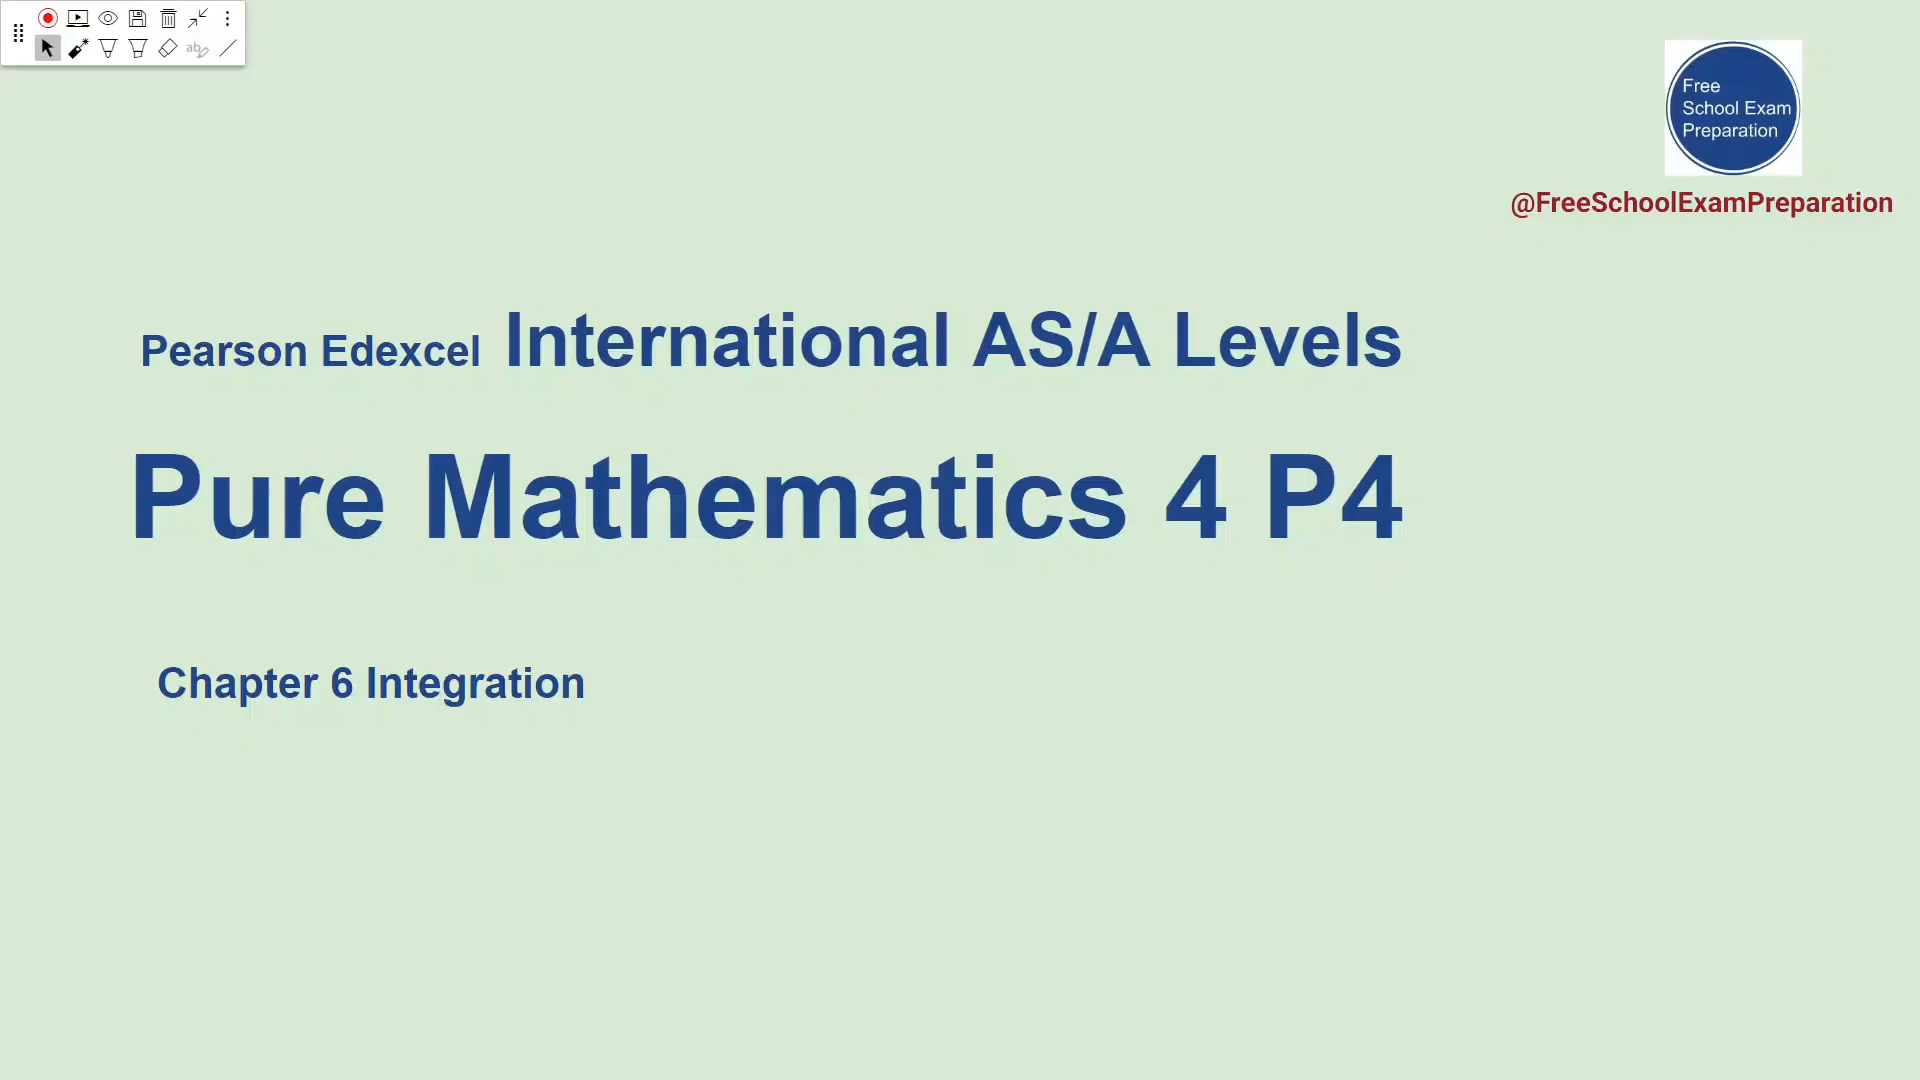 Free
School Exam
Preparation
@FreeSchoolExamPreparation
Pearson Edexcel International AS/A Levels
Pure Mathematics 4 P4
Chapter 6 Integration